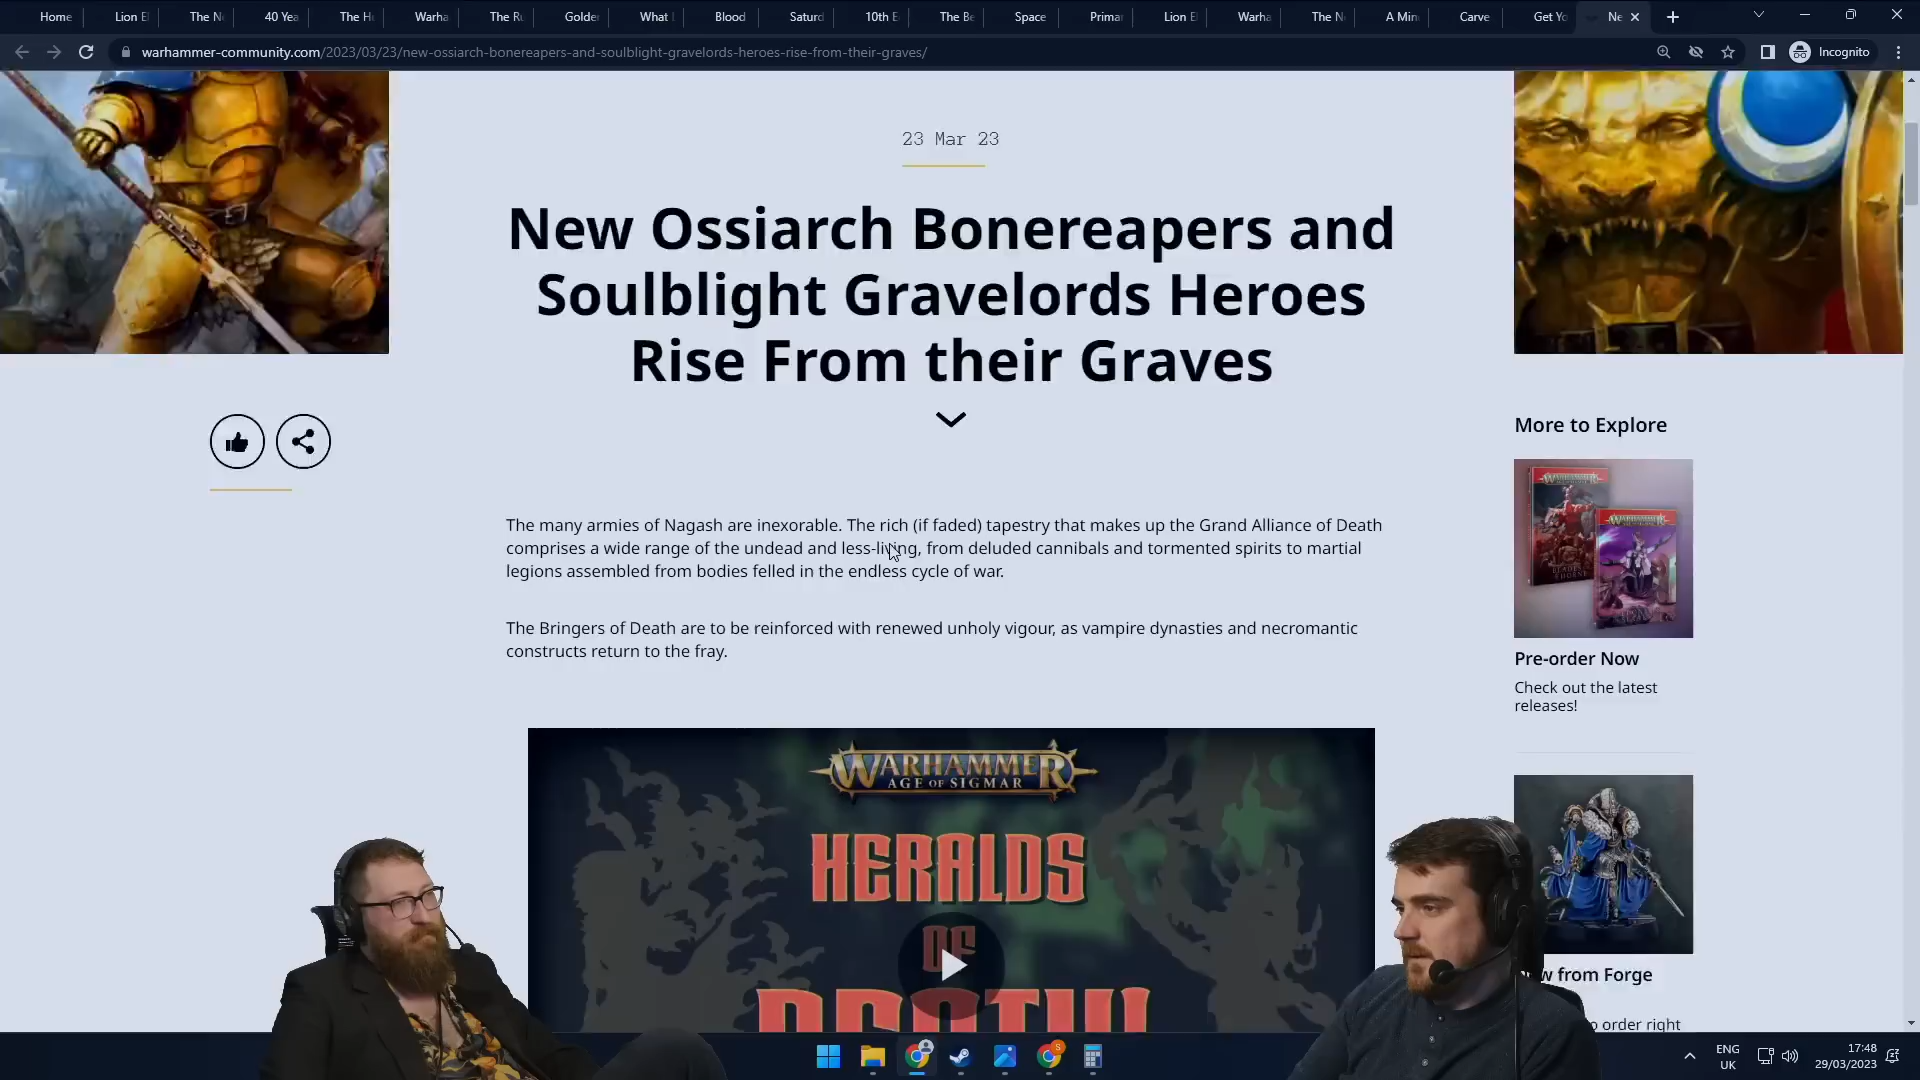 Home
Lion El
The N
40 Yea
The H
Warha
The Ru
Golde
What
Blood
Saturd
10th E
The Be
Space
Primar
Lion E
Warha
The N
A Min
Carve
Get Yo
Ne
warhammer-community.com/2023/03/23/new-ossiarch-bonereapers-and-soulblight-gravelords-heroes-rise-from-their-graves/
Incognito
23 Mar 23
New Ossiarch Bonereapers and
Soulblight Gravelords Heroes
Rise From their Graves
The many armies of Nagash are inexorable. The rich (if faded) tapestry that makes up the Grand Alliance of Death
comprises a wide range of the undead and less-living, from deluded cannibals and tormented spirits to martial
legions assembled from bodies felled in the endless cycle of war.
The Bringers of Death are to be reinforced with renewed unholy vigour, as vampire dynasties and necromantic
constructs return to the fray.
WARHAMMER
AGE OF SIGMAR
HERALDS
OF
DEATH
More to Explore
Pre-order Now
Check out the latest
releases!
w from Forge
o order right
ENG
UK
17:48
29/03/2023